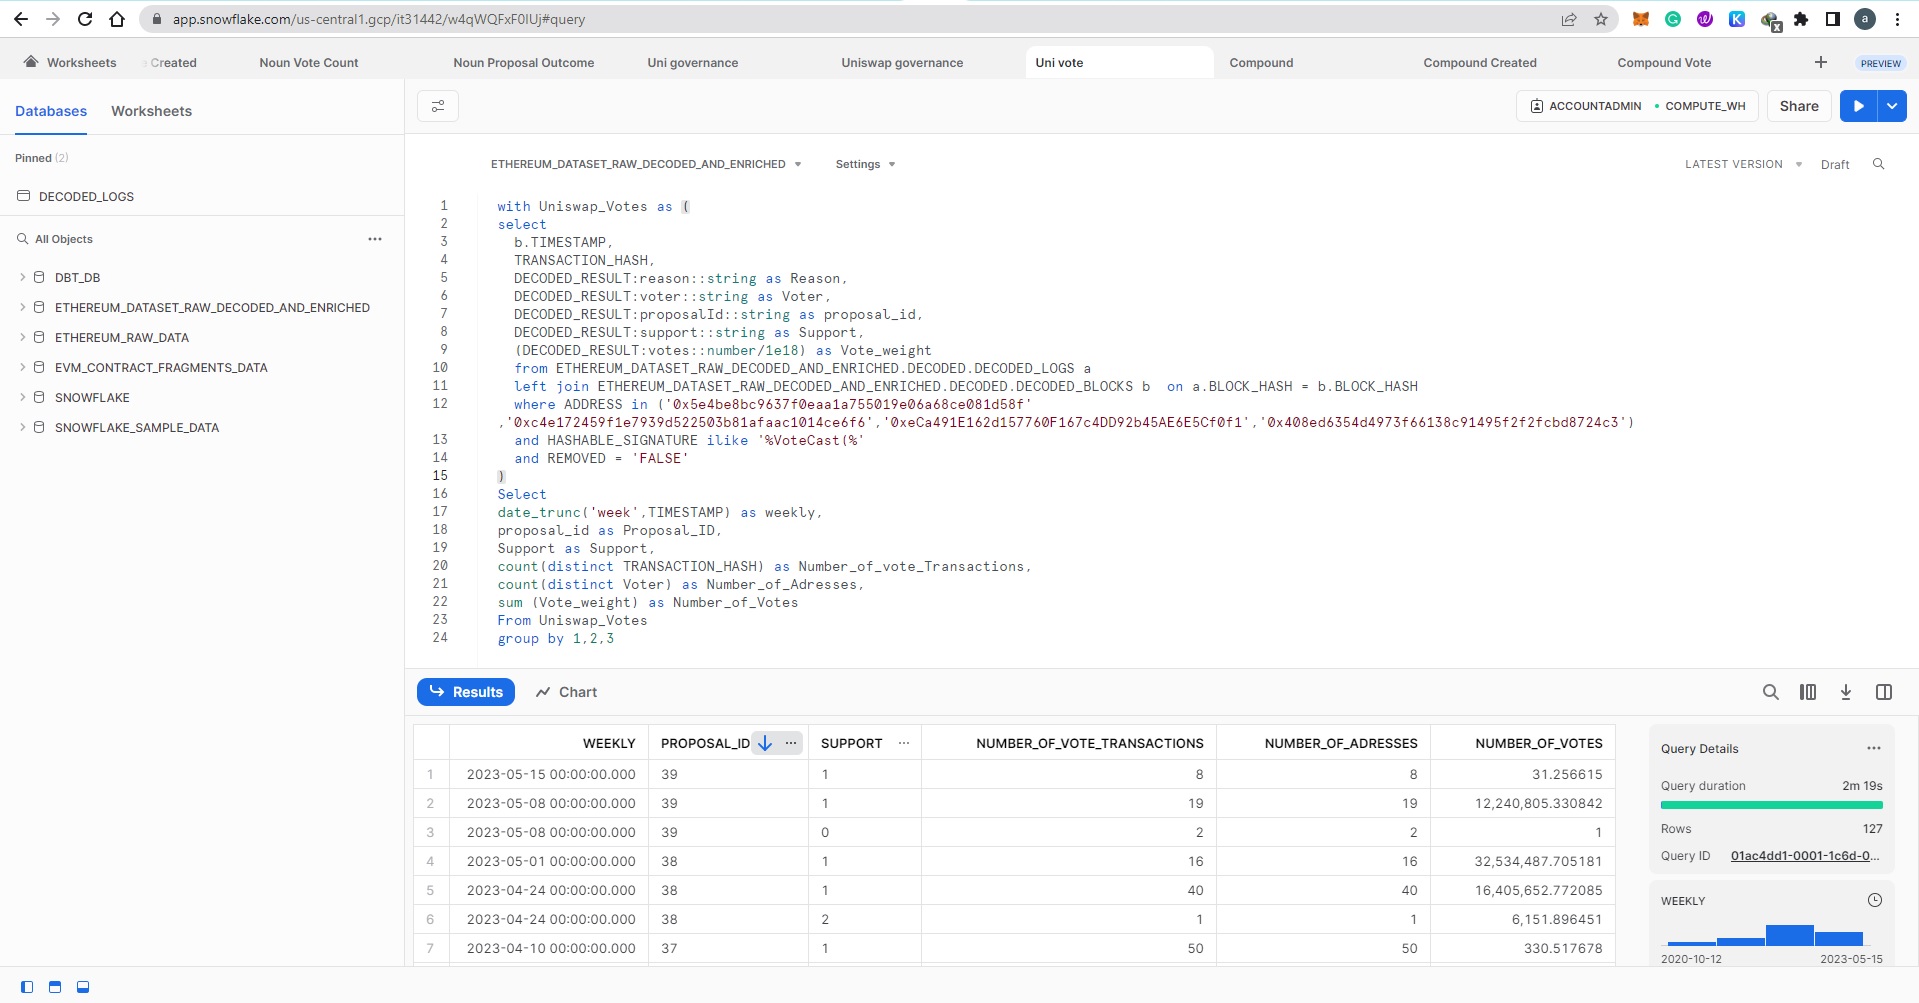 app.snowflake.com/us-central1.gcp/it31442/w4qWQFxF0IUj#query
a
Worksheets
Created
Noun Vote Count
Noun Proposal Outcome
Uni governance
Uniswap governance
Uni vote
Compound
Compound Created
Compound Vote
PREVIEW
Databases Worksheets
ACCOUNTADMIN • COMPUTE_WH
Share
Pinned (2)
DECODED_LOGS
All Objects
DBT_DB
ETHEREUM_DATASET_RAW_DECODED_AND_ENRICHED
ETHEREUM_RAW_DATA
EVM_CONTRACT_FRAGMENTS_DATA
SNOWFLAKE
SNOWFLAKE_SAMPLE_DATA
ETHEREUM_DATASET_RAW_DECODED_AND_ENRICHED Settings
LATEST VERSION Draft
1 with Uniswap_Votes as (
2 select
3 b.TIMESTAMP,
4 TRANSACTION_HASH,
5 DECODED_RESULT:reason::string as Reason,
6 DECODED_RESULT:voter::string as Voter,
7 DECODED_RESULT:proposalId::string as proposal_id,
8 DECODED_RESULT:support::string as Support,
9 (DECODED_RESULT:votes::number/1e18) as Vote_weight
10 from ETHEREUM_DATASET_RAW_DECODED_AND_ENRICHED.DECODED.DECODED_LOGS a
11 left join ETHEREUM_DATASET_RAW_DECODED_AND_ENRICHED.DECODED.DECODED_BLOCKS b on a.BLOCK_HASH = b.BLOCK_HASH
12 where ADDRESS in ('0x5e4be8bc9637f0eaa1a755019e06a68ce081d58f'
,'0xc4e172459f1e7939d522503b81afaac1014ce6f6','0xeCa491E162d157760F167c4DD92b45AE6E5Cf0f1','0x408ed6354d4973f66138c91495f2f2fcbd8724c3')
13 and HASHABLE_SIGNATURE ilike '%VoteCast(%'
14 and REMOVED = 'FALSE'
15 )
16 Select
17 date_trunc('week',TIMESTAMP) as weekly,
18 proposal_id as Proposal_ID,
19 Support as Support,
20 count(distinct TRANSACTION_HASH) as Number_of_vote_Transactions,
21 count(distinct Voter) as Number_of_Adresses,
22 sum (Vote_weight) as Number_of_Votes
23 From Uniswap_Votes
24 group by 1,2,3
Results Chart
WEEKLY PROPOSAL_ID SUPPORT NUMBER_OF_VOTE_TRANSACTIONS NUMBER_OF_ADRESSES NUMBER_OF_VOTES
1 2023-05-15 00:00:00.000 39 1 8 8 31.256615
2 2023-05-08 00:00:00.000 39 1 19 19 12,240,805.330842
3 2023-05-08 00:00:00.000 39 0 2 2 1
4 2023-05-01 00:00:00.000 38 1 16 16 32,534,487.705181
5 2023-04-24 00:00:00.000 38 1 40 40 16,405,652.772085
6 2023-04-24 00:00:00.000 38 2 1 1 6,151.896451
7 2023-04-10 00:00:00.000 37 1 50 50 330.517678
Query Details
Query duration 2m 19s
Rows 127
Query ID 01ac4dd1-0001-1c6d-0...
WEEKLY
2020-10-12 2023-05-15